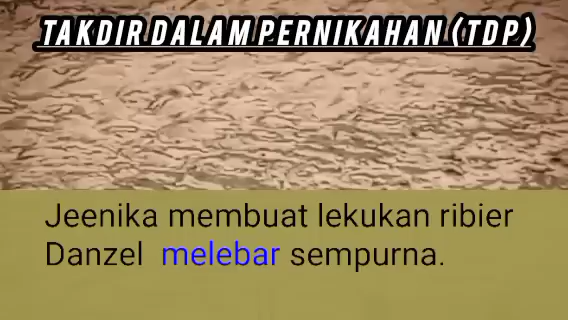 TAKDIR DALAM PERNIKAHAN (TDP)
Jeenika membuat lekukan ribier
Danzel melebar sempurna.